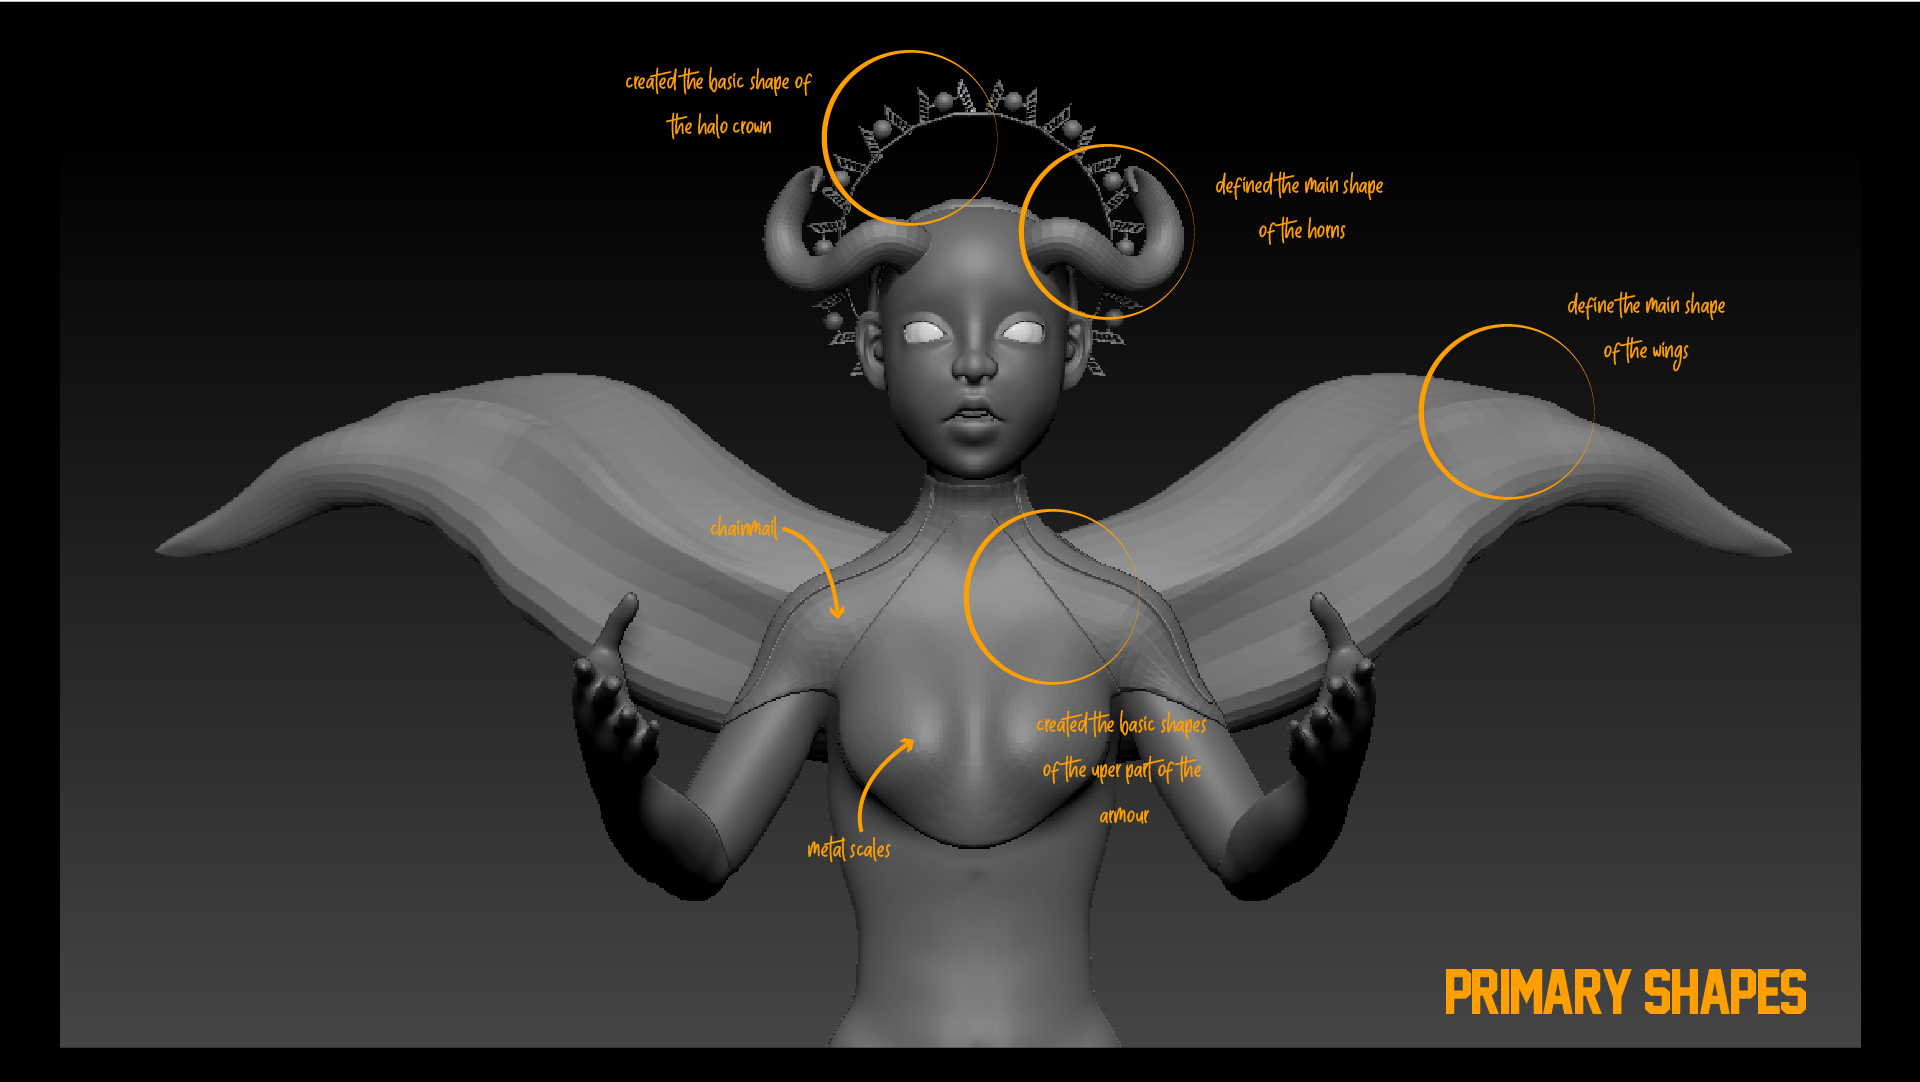 created the basic shape of
the halo crown
defined the main shape
of the horns
define the main shape
of the wings
chainmail
created the basic shapes
of the uper part of the
armour
metal scales
PRIMARY SHAPES